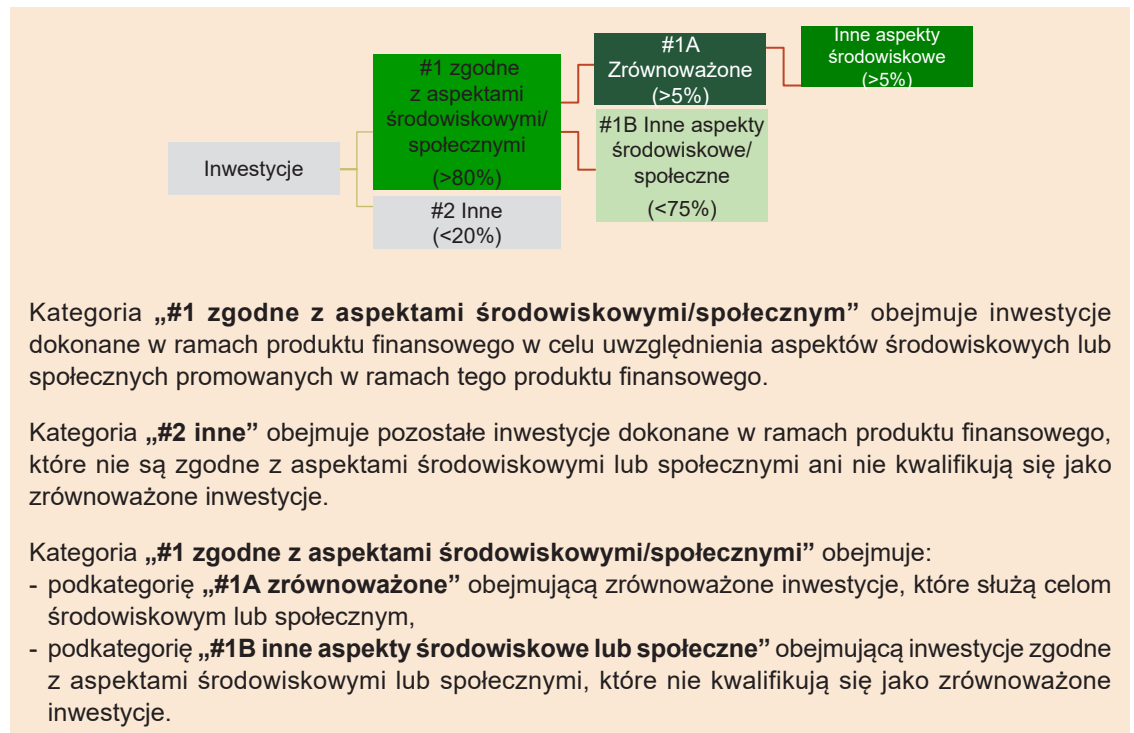 Inwestycje
#1 zgodne
z aspektami
środowiskowymi/
społecznymi
(>80%)
#2 Inne
(<20%)
#1A
Zrównoważone
(>5%)
#1B Inne aspekty
środowiskowe/
społeczne
(<75%)
Inne aspekty
środowiskowe
(>5%)
Kategoria „#1 zgodne z aspektami środowiskowymi/społecznym” obejmuje inwestycje
dokonane w ramach produktu finansowego w celu uwzględnienia aspektów środowiskowych lub
społecznych promowanych w ramach tego produktu finansowego.
Kategoria „#2 inne” obejmuje pozostałe inwestycje dokonane w ramach produktu finansowego,
które nie są zgodne z aspektami środowiskowymi lub społecznymi ani nie kwalifikują się jako
zrównoważone inwestycje.
Kategoria „#1 zgodne z aspektami środowiskowymi/społecznymi” obejmuje:
- podkategorię „#1A zrównoważone” obejmującą zrównoważone inwestycje, które służą celom
środowiskowym lub społecznym,
- podkategorię „#1B inne aspekty środowiskowe lub społeczne” obejmującą inwestycje zgodne
z aspektami środowiskowymi lub społecznymi, które nie kwalifikują się jako zrównoważone
inwestycje.